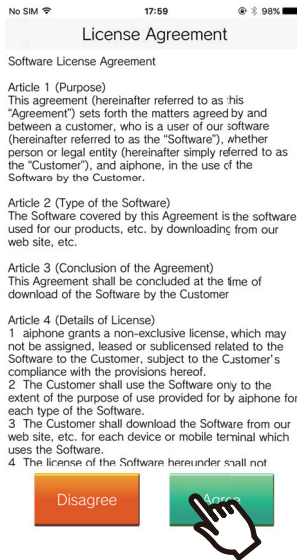 No SIM 17:59 98%
License Agreement
Software License Agreement
Article 1 (Purpose)
This agreement (hereinafter referred to as this
"Agreement") sets forth the matters agreed by and
between a customer, who is a user of our software
(hereinafter referred to as the "Software"), whether
person or legal entity (hereinafter simply referred to as
the "Customer"), and aiphone, in the use of the
Software by the Customer.
Article 2 (Type of the Software)
The Software covered by this Agreement is the software
used for our products, etc. by downloading from our
web site, etc.
Article 3 (Conclusion of the Agreement)
This Agreement shall be concluded at the time of
download of the Software by the Customer
Article 4 (Details of License)
1 aiphone grants a non-exclusive license, which may
not be assigned, leased or sublicensed related to the
Software to the Customer, subject to the Customer's
compliance with the provisions hereof.
2 The Customer shall use the Software only to the
extent of the purpose of use provided for by aiphone for
each type of the Software.
3 The Customer shall download the Software from our
web site, etc. for each device or mobile terminal which
uses the Software.
4 The license of the Software hereunder shall not
Disagree
Agree